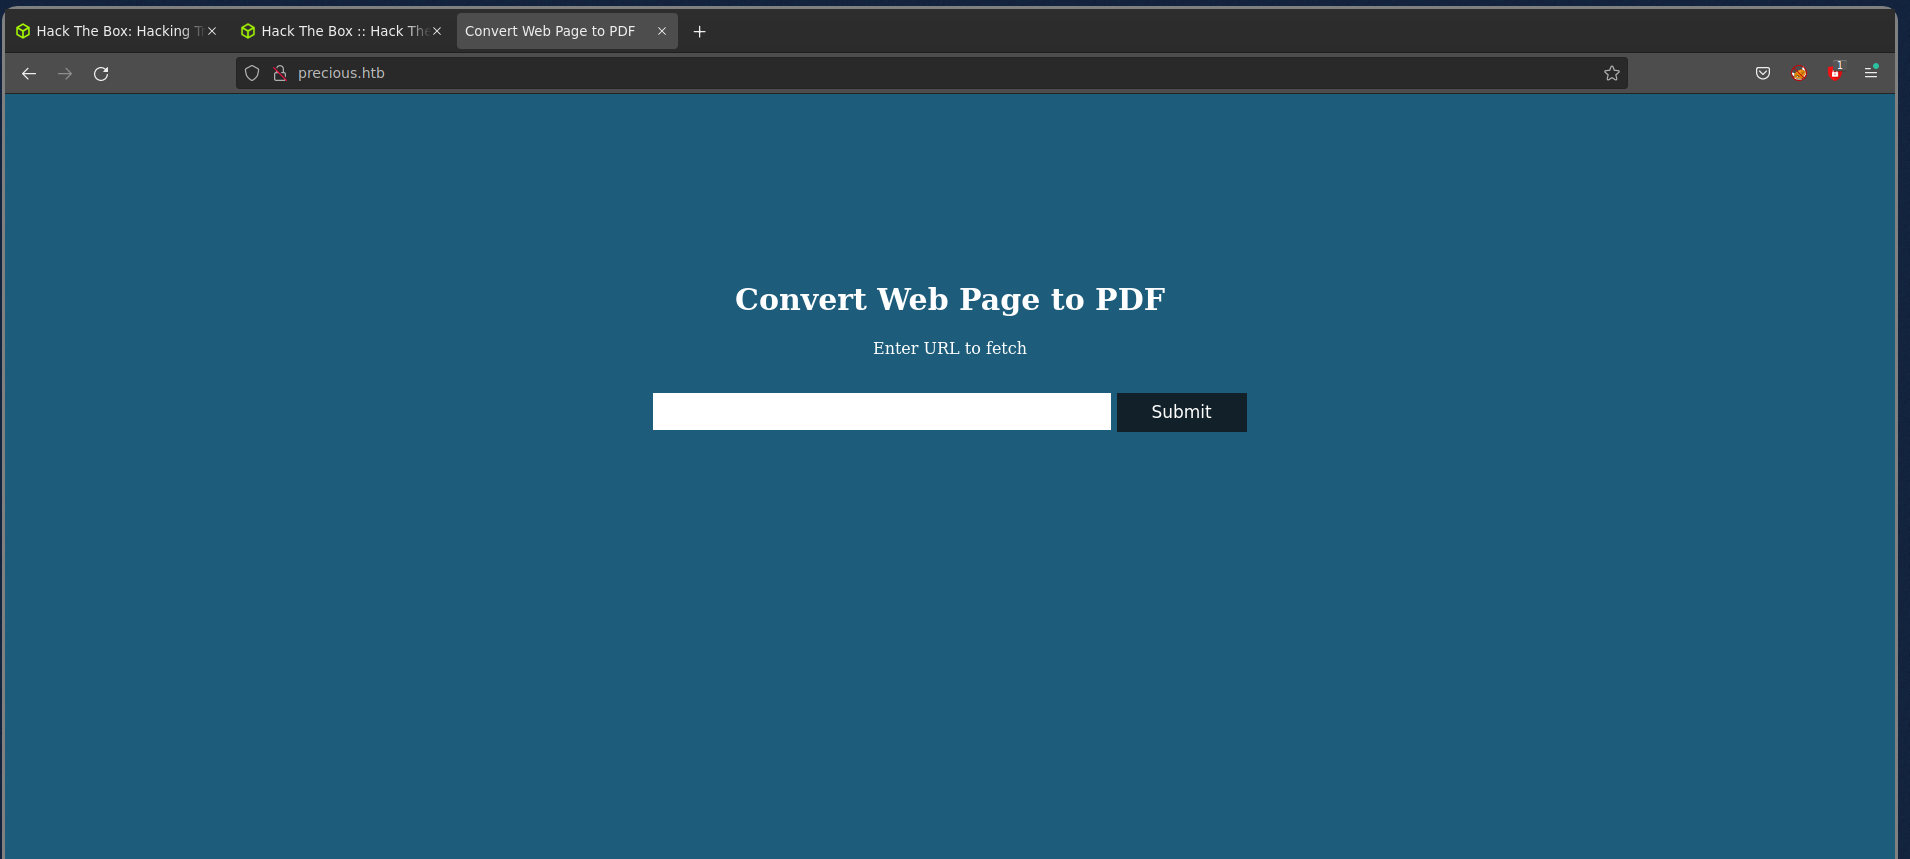 Hack The Box: Hacking
Hack The Box :: Hack The
Convert Web Page to PDF
precious.htb
1
Convert Web Page to PDF
Enter URL to fetch
Submit